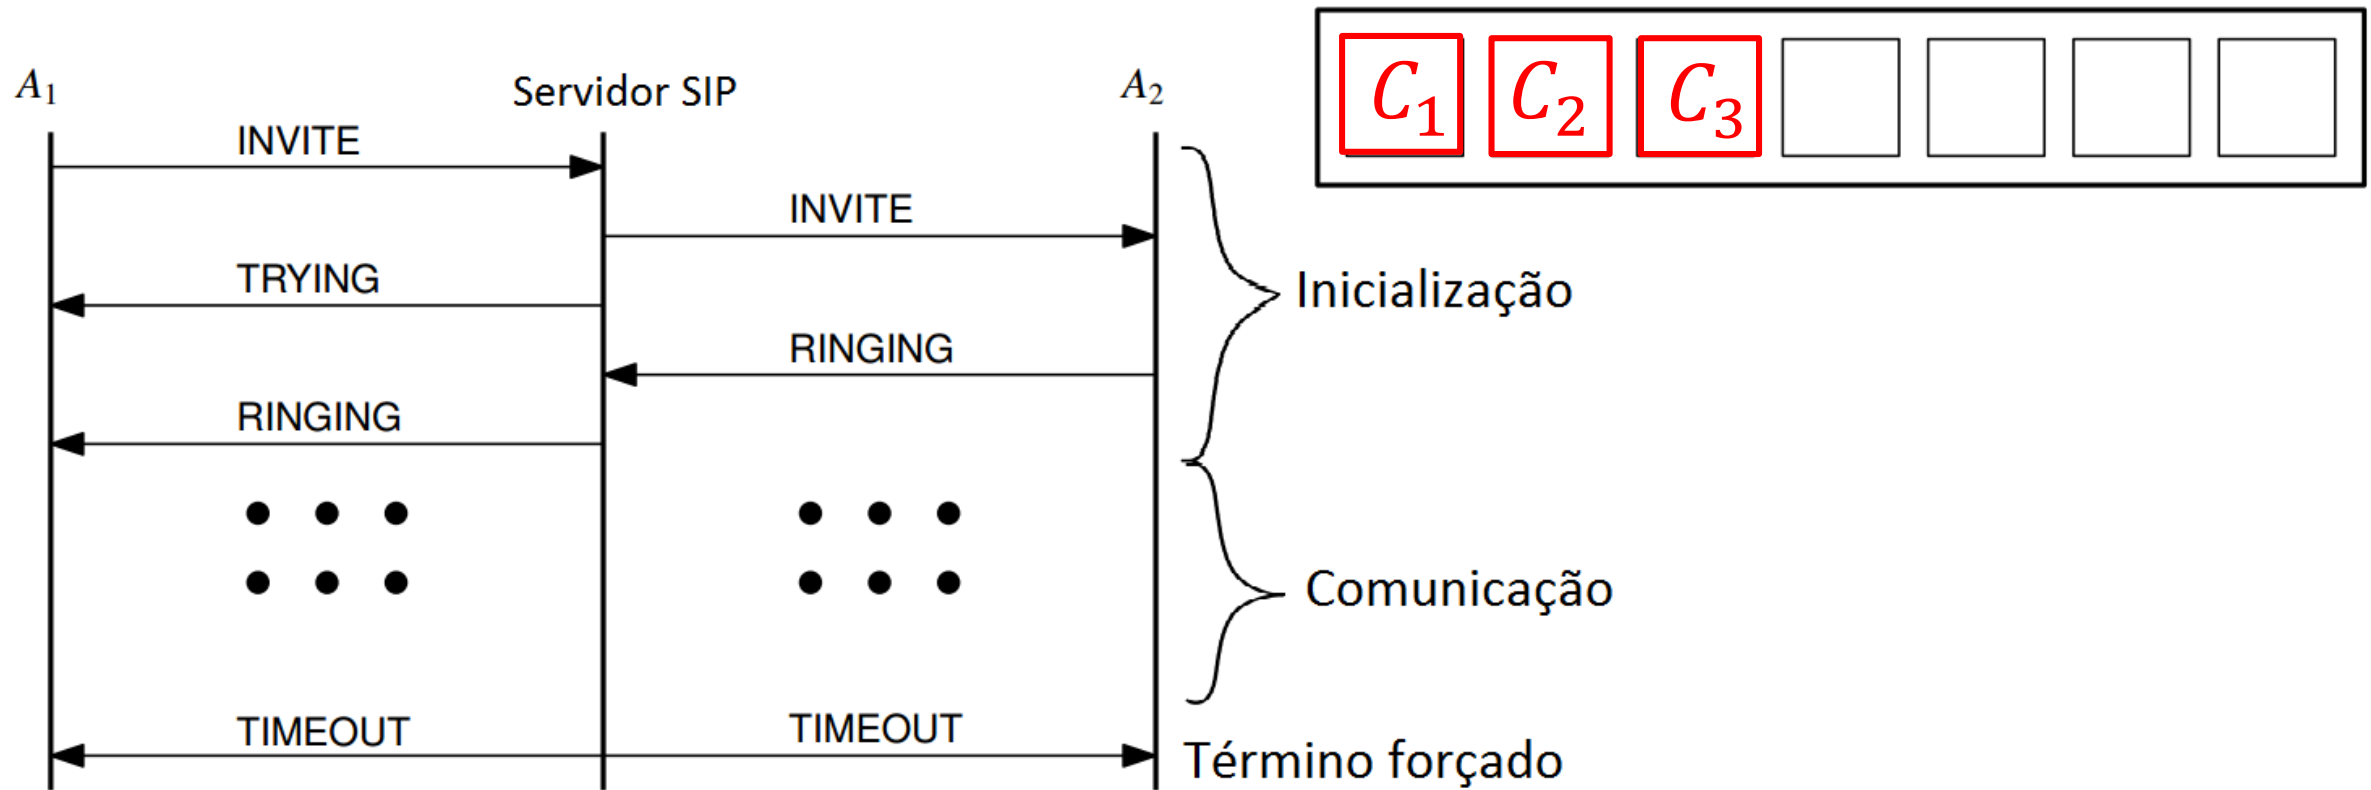 A₁
Servidor SIP
A₂
C₁ C₂ C₃
INVITE
INVITE
TRYING
RINGING
RINGING
Inicialização
Comunicação
TIMEOUT
TIMEOUT
Término forçado